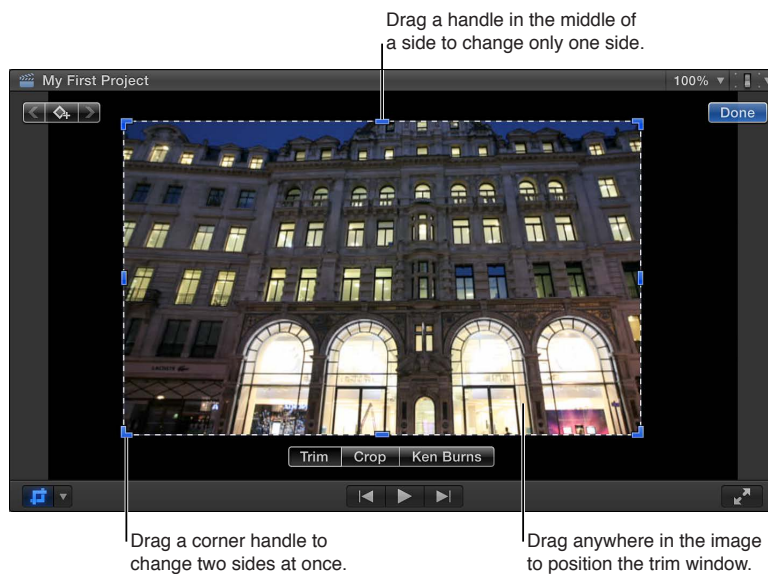 Drag a handle in the middle of
a side to change only one side.
My First Project
100%
Done
LACOSTE
Trim Crop Ken Burns
Drag a corner handle to
change two sides at once.
Drag anywhere in the image
to position the trim window.